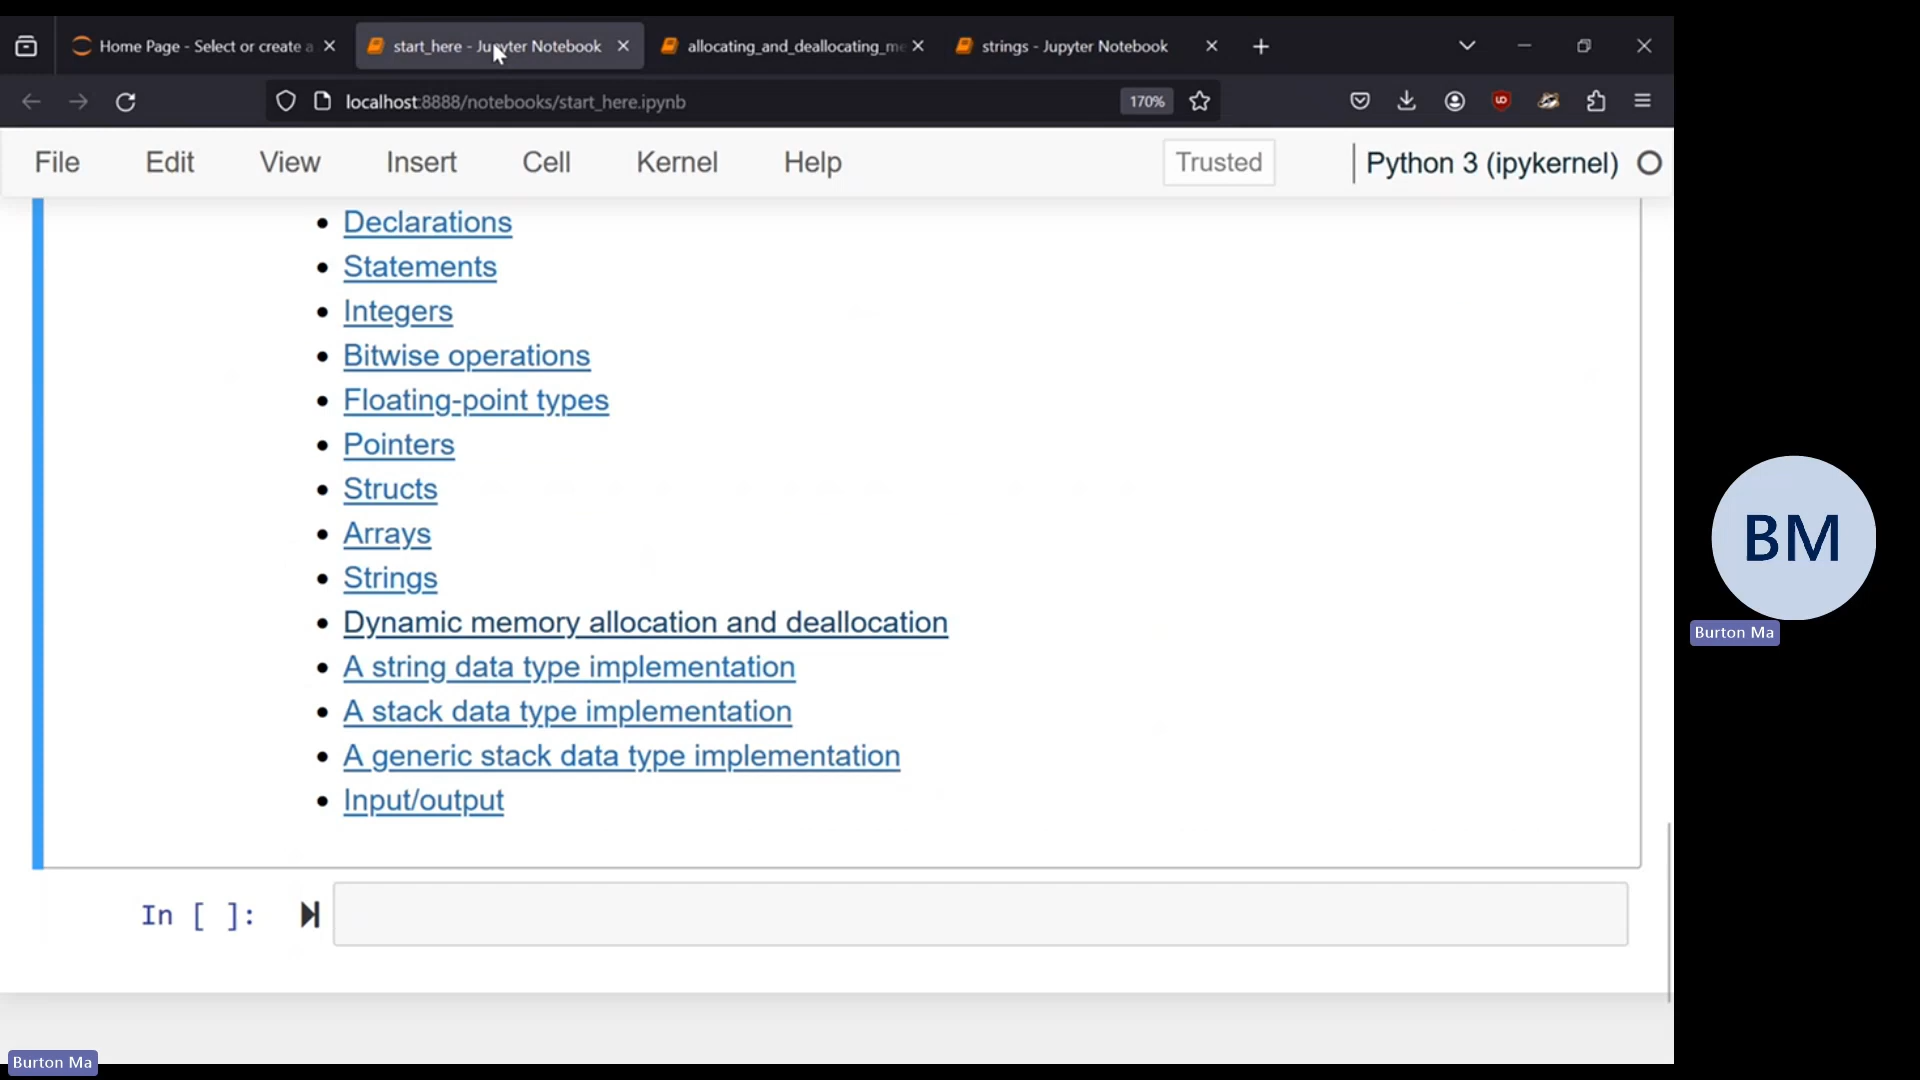 Home Page - Select or create a
start_here - Jupyter Notebook
allocating_and_deallocating_me
strings - Jupyter Notebook
localhost:8888/notebooks/start_here.ipynb
170%
File
Edit
View
Insert
Cell
Kernel
Help
Trusted
Python 3 (ipykernel)
• Declarations
• Statements
• Integers
• Bitwise operations
• Floating-point types
• Pointers
• Structs
• Arrays
• Strings
• Dynamic memory allocation and deallocation
• A string data type implementation
• A stack data type implementation
• A generic stack data type implementation
• Input/output
In [ ]:
BM
Burton Ma
Burton Ma